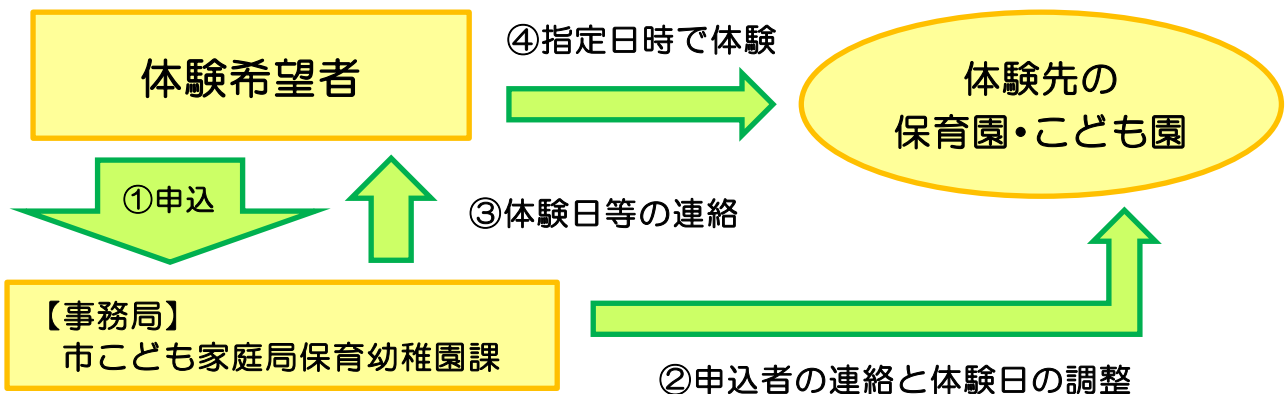 体験希望者
④指定日時で体験
体験先の
保育園・こども園
①申込
③体験日等の連絡
【事務局】
市こども家庭局保育幼稚園課
②申込者の連絡と体験日の調整